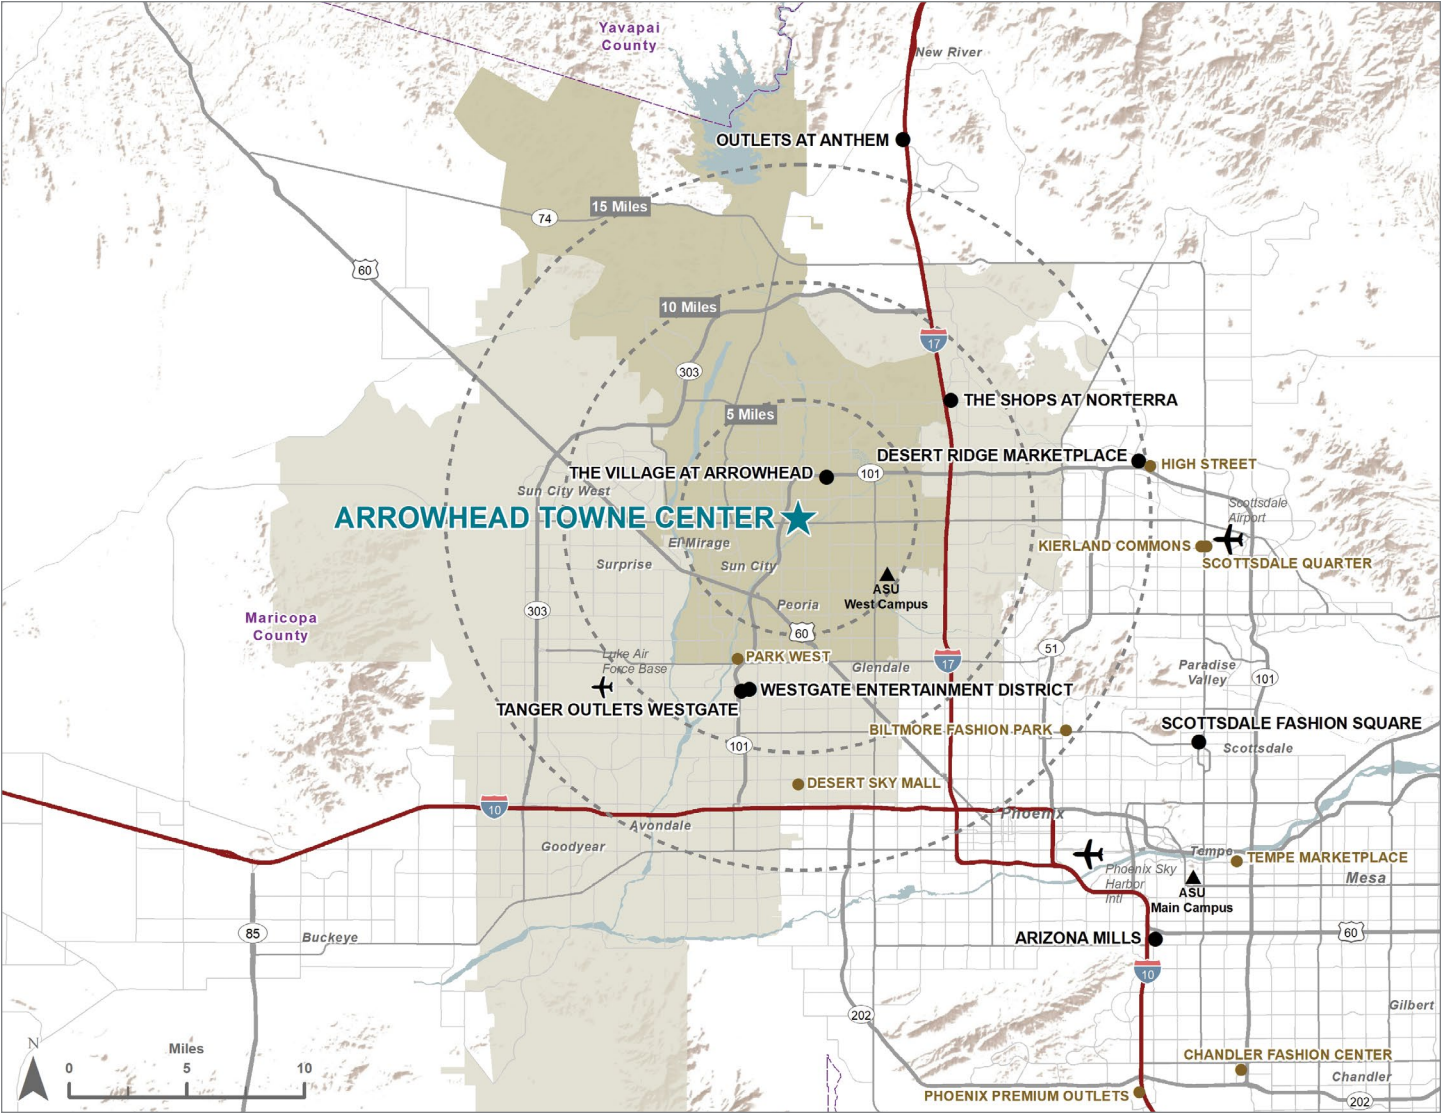 Yavapai
County
New River
OUTLETS AT ANTHEM
15 Miles
74
60
10 Miles
17
303
THE SHOPS AT NORTERRA
5 Miles
DESERT RIDGE MARKETPLACE
HIGH STREET
THE VILLAGE AT ARROWHEAD
101
Sun City West
Scottsdale
Airport
ARROWHEAD TOWNE CENTER
El Mirage
KIERLAND COMMONS
SCOTTSDALE QUARTER
Surprise
Sun City
ASU
West Campus
Peoria
303
Maricopa
County
60
51
PARK WEST
Luke Air
Force Base
Glendale
17
Paradise
Valley
101
WESTGATE ENTERTAINMENT DISTRICT
TANGER OUTLETS WESTGATE
SCOTTSDALE FASHION SQUARE
BILTMORE FASHION PARK
101
Scottsdale
DESERT SKY MALL
10
Phoenix
Avondale
Goodyear
Tempe
TEMPE MARKETPLACE
Phoenix Sky
Harbor
Intl
Mesa
ASU
Main Campus
85
Buckeye
ARIZONA MILLS
60
10
Gilbert
202
N
Miles
0
5
10
CHANDLER FASHION CENTER
Chandler
PHOENIX PREMIUM OUTLETS
202